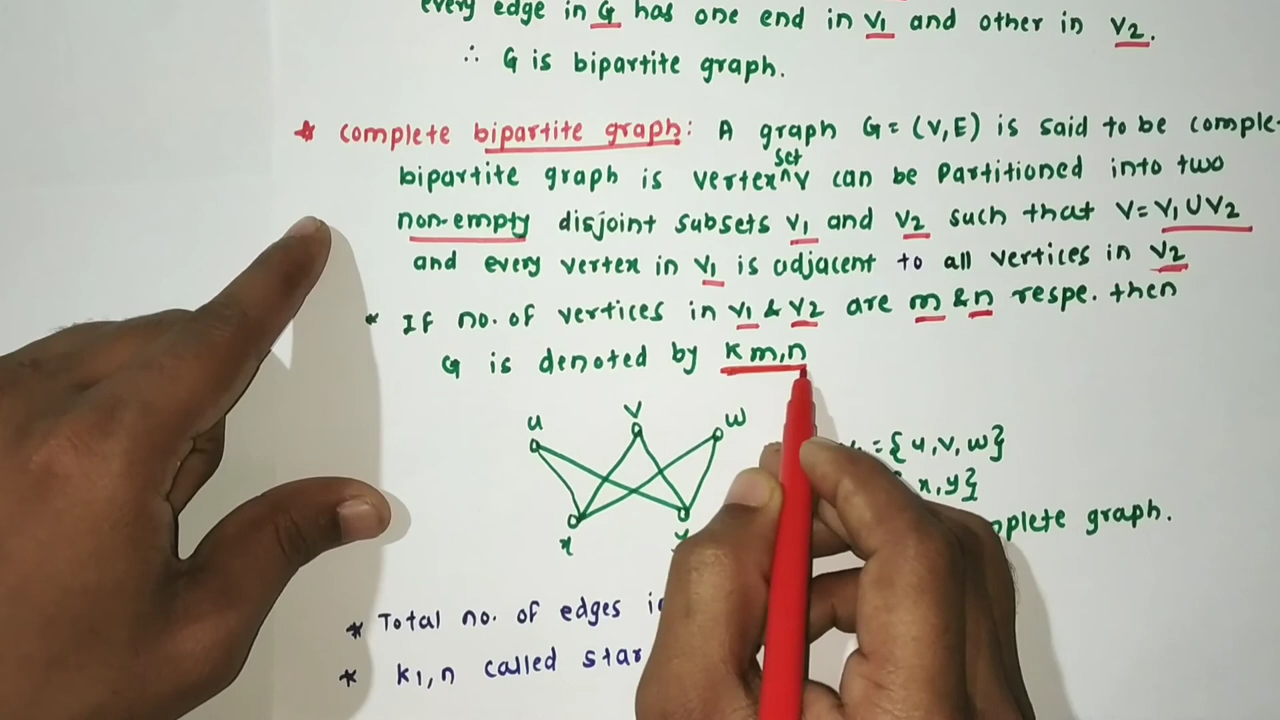 every edge in G has one end in V1 and other in V2.
∴ G is bipartite graph.
* Complete bipartite graph: A graph G = (V,E) is said to be comple-
bipartite graph is vertex set^ V can be partitioned into two
non-empty disjoint subsets V1 and V2 such that V = V1 U V2
and every vertex in V1 is adjacent to all vertices in V2
* If no. of vertices in V1 & V2 are m & n respe. then
G is denoted by Km,n
u v w
= {u,v,w}
x,y}
x
mplete graph.
* Total no. of edges i
* K1,n called star